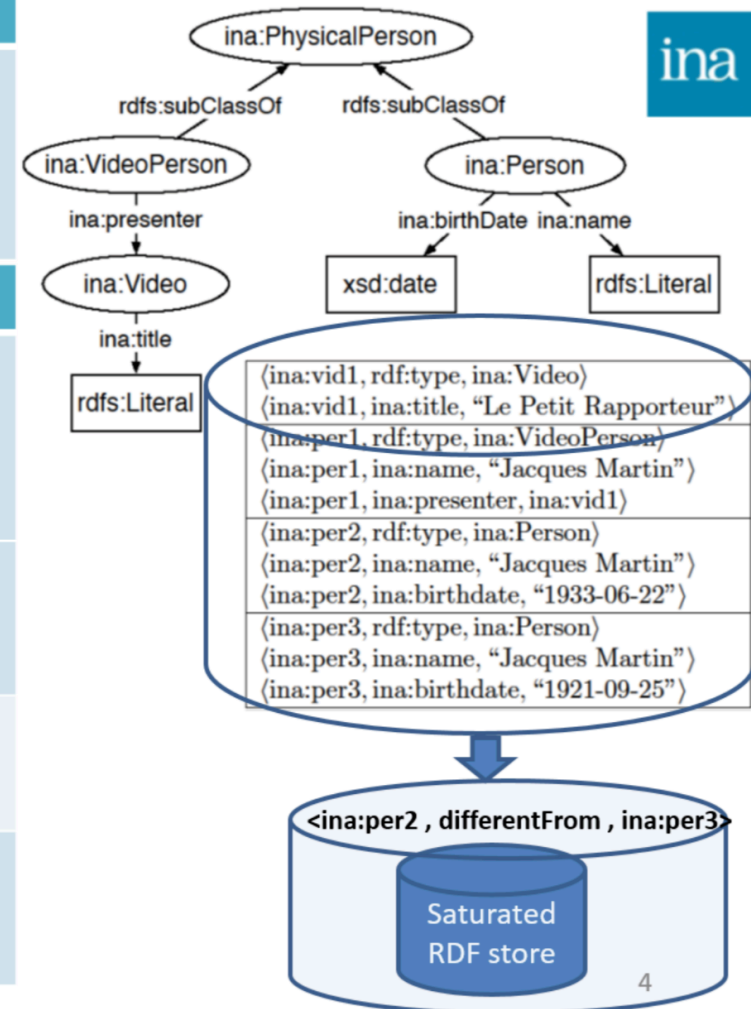 ina:PhysicalPerson
ina
rdfs:subClassOf rdfs:subClassOf
ina:VideoPerson ina:Person
ina:presenter ina:birthDate ina:name
ina:Video xsd:date rdfs:Literal
ina:title
rdfs:Literal
⟨ina:vid1, rdf:type, ina:Video⟩
⟨ina:vid1, ina:title, “Le Petit Rapporteur”⟩
⟨ina:per1, rdf:type, ina:VideoPerson⟩
⟨ina:per1, ina:name, “Jacques Martin”⟩
⟨ina:per1, ina:presenter, ina:vid1⟩
⟨ina:per2, rdf:type, ina:Person⟩
⟨ina:per2, ina:name, “Jacques Martin”⟩
⟨ina:per2, ina:birthdate, “1933-06-22”⟩
⟨ina:per3, rdf:type, ina:Person⟩
⟨ina:per3, ina:name, “Jacques Martin”⟩
⟨ina:per3, ina:birthdate, “1921-09-25”⟩
<ina:per2 , differentFrom , ina:per3>
Saturated
RDF store
4